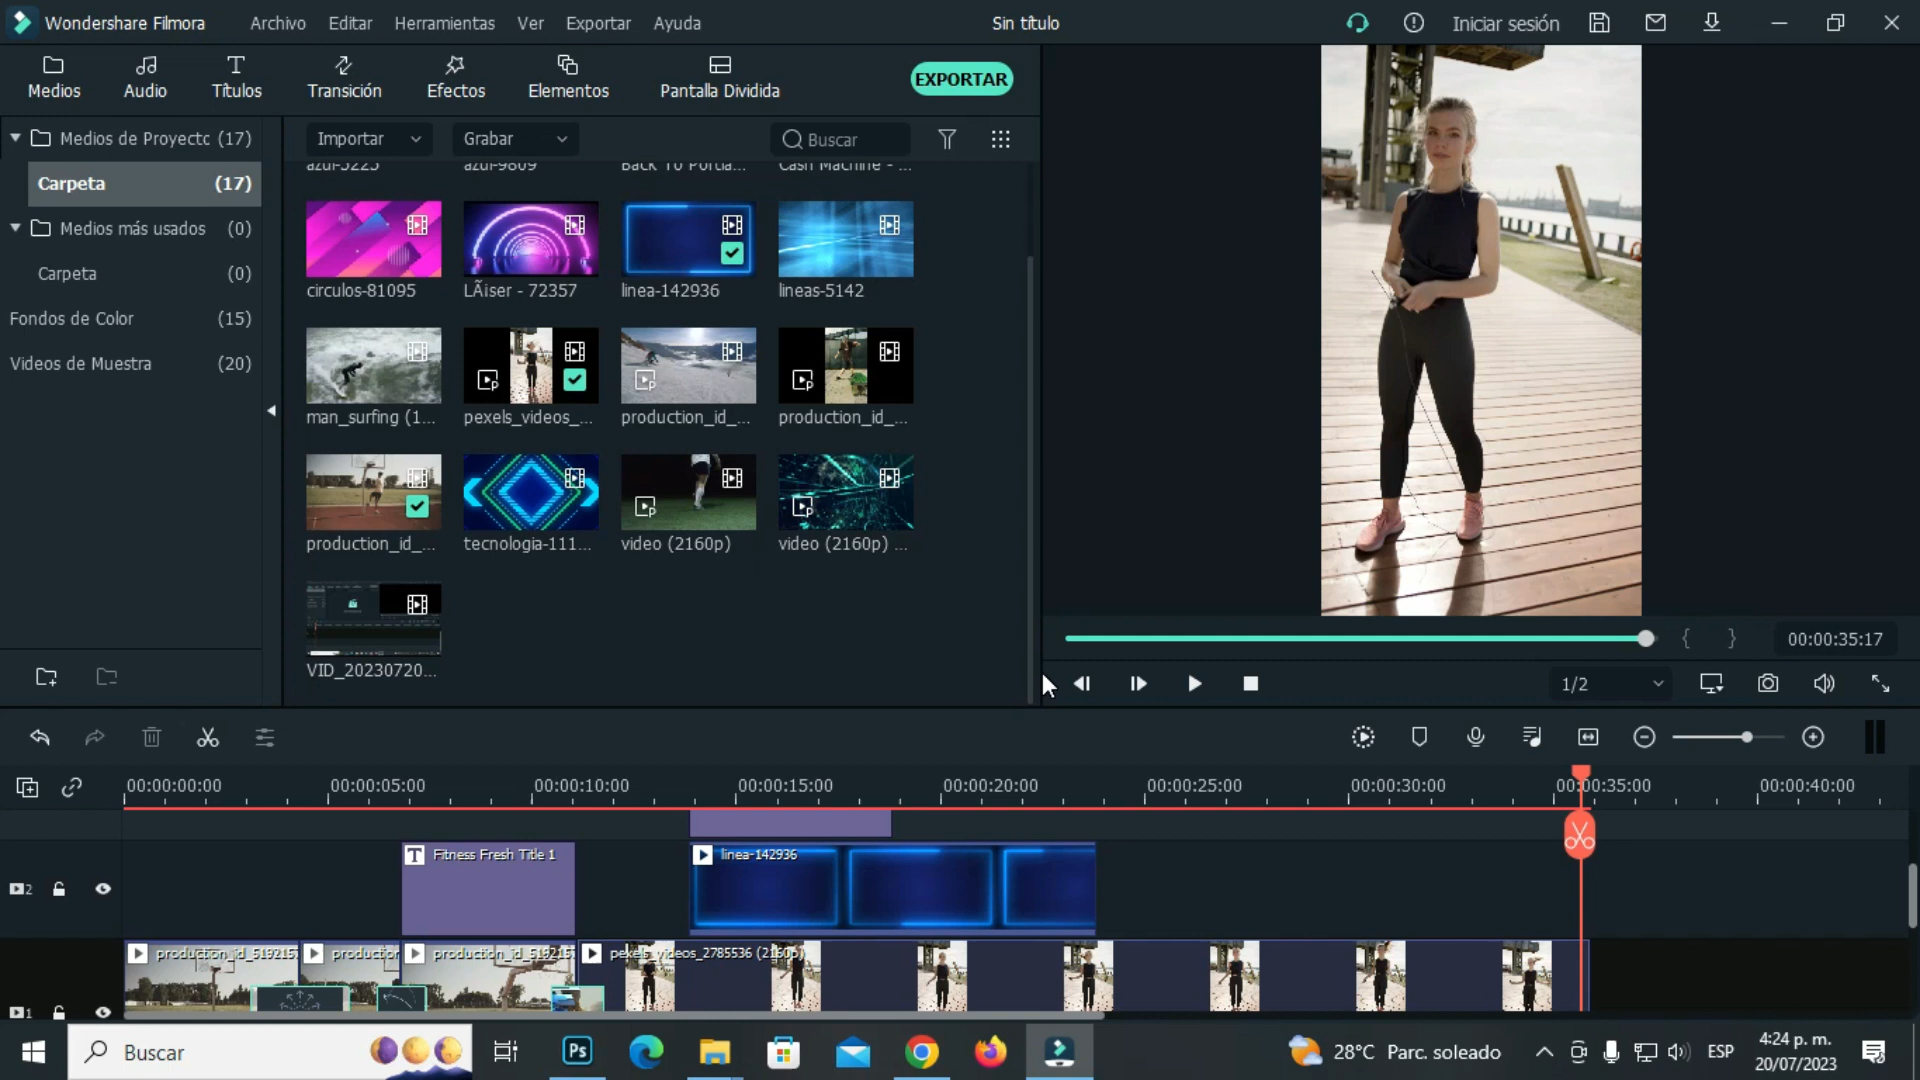 Wondershare Filmora
Archivo
Editar
Herramientas
Ver
Exportar
Ayuda
Sin título
Iniciar sesión
Medios
Audio
Títulos
Transición
Efectos
Elementos
Pantalla Dividida
EXPORTAR
Medios de Proyecto (17)
Carpeta (17)
Medios más usados (0)
Carpeta (0)
Fondos de Color (15)
Videos de Muestra (20)
Importar
Grabar
Buscar
azul-5225
azul-9809
Back To Portla...
Cash Machine - ...
circulos-81095
LÃiser - 72357
linea-142936
lineas-5142
man_surfing (1...
pexels_videos_...
production_id_...
production_id_...
production_id_...
tecnologia-111...
video (2160p)
video (2160p) ...
VID_20230720...
{ }
00:00:35:17
1/2
00:00:00:00
00:00:05:00
00:00:10:00
00:00:15:00
00:00:20:00
00:00:25:00
00:00:30:00
00:00:35:00
00:00:40:00
2
T Fitness Fresh Title 1
linea-142936
1
production_id_519215
production
production_id_519215
pexels_videos_2785536 (2160p)
Buscar
Ps
28°C Parc. soleado
ESP
4:24 p. m.
20/07/2023